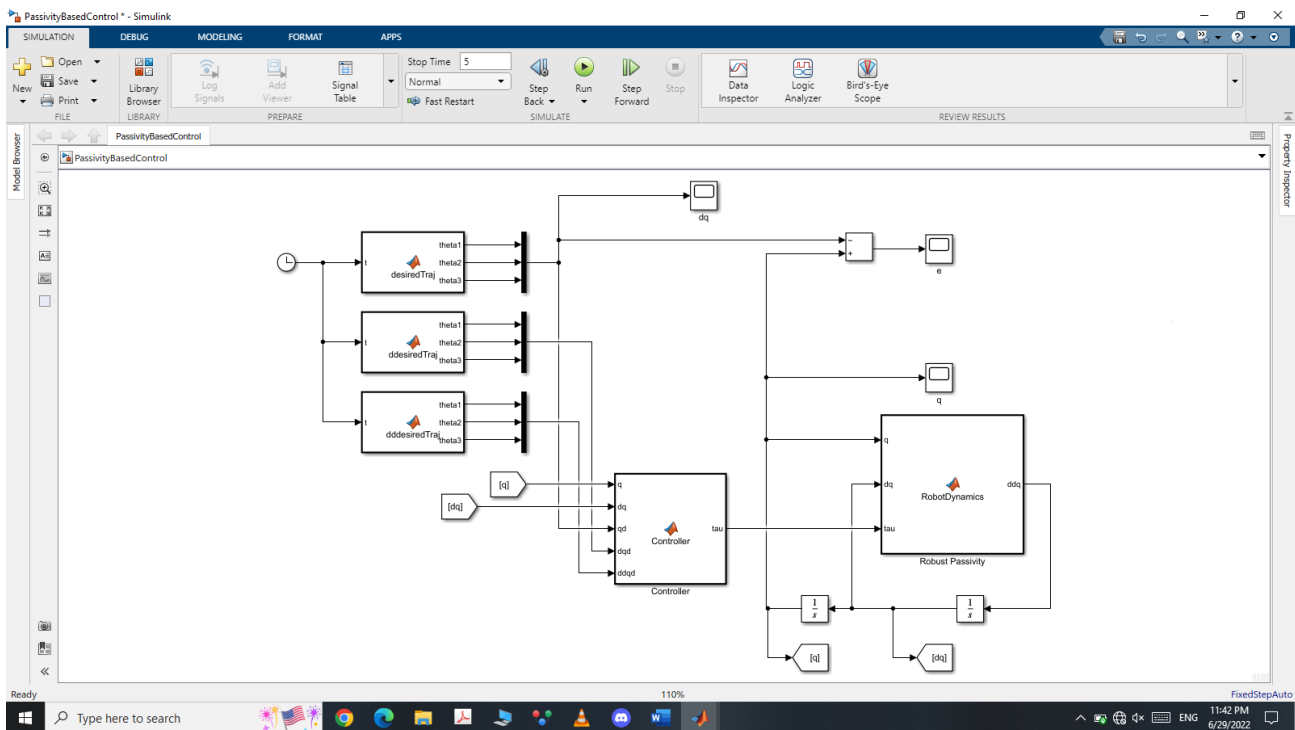 PassivityBasedControl * - Simulink
SIMULATION DEBUG MODELING FORMAT APPS
New
Open
Save
Print
FILE
Library Browser
LIBRARY
Log Signals
Add Viewer
Signal Table
PREPARE
Stop Time 5
Normal
Fast Restart
Step Back
Run
Step Forward
Stop
SIMULATE
Data Inspector
Logic Analyzer
Bird's-Eye Scope
REVIEW RESULTS
Model Browser
PassivityBasedControl
PassivityBasedControl
Property Inspector
dq
t
desiredTraj
theta1
theta2
theta3
e
t
ddesiredTraj
theta1
theta2
theta3
q
t
dddesiredTraj
theta1
theta2
theta3
[q]
[dq]
q
dq
qd
dqd
ddqd
Controller
tau
Controller
q
dq
tau
RobotDynamics
ddq
Robust Passivity
1
s
1
s
[q]
[dq]
Ready
110%
FixedStepAuto
Type here to search
ENG
11:42 PM
6/29/2022